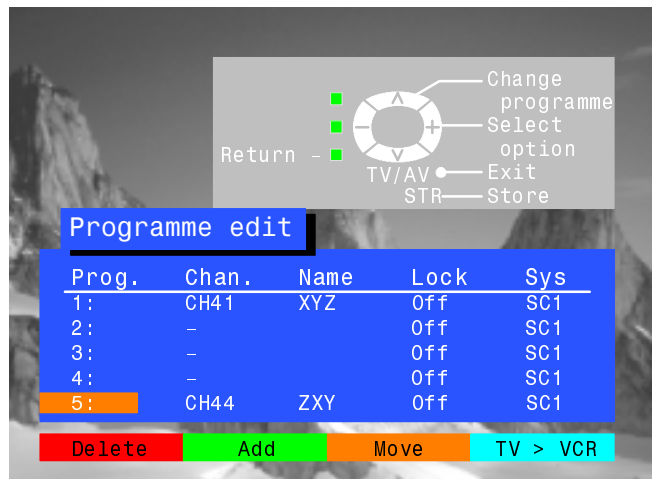 Change
programme
Select
option
Return –
TV/AV Exit
STR Store
Programme edit
Prog. Chan. Name Lock Sys
1: CH41 XYZ Off SC1
2: – Off SC1
3: – Off SC1
4: – Off SC1
5: CH44 ZXY Off SC1
Delete Add Move TV > VCR